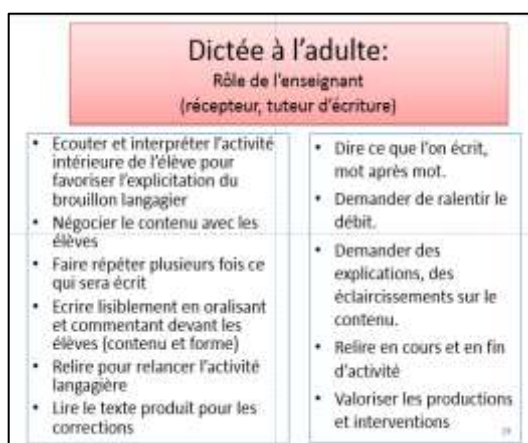 Dictée à l'adulte:
Rôle de l'enseignant
(récepteur, tuteur d'écriture)
• Ecouter et interpréter l'activité
intérieure de l'élève pour
favoriser l'explicitation du
brouillon langagier
• Négocier le contenu avec les
élèves
• Faire répéter plusieurs fois ce
qui sera écrit
• Ecrire lisiblement en oralisant
et commentant devant les
élèves (contenu et forme)
• Relire pour relancer l'activité
langagière
• Lire le texte produit pour les
corrections
• Dire ce que l'on écrit,
mot après mot.
• Demander de ralentir le
débit.
• Demander des
explications, des
éclaircissements sur le
contenu.
• Relire en cours et en fin
d'activité
• Valoriser les productions
et interventions